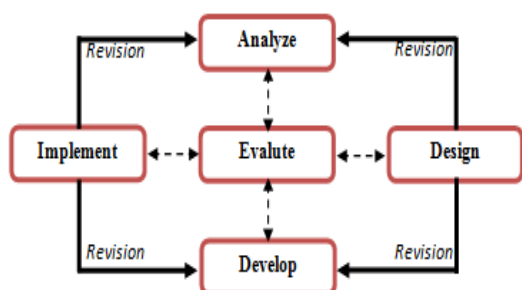 Analyze
Revision
Revision
Implement
Evalute
Design
Revision
Revision
Develop